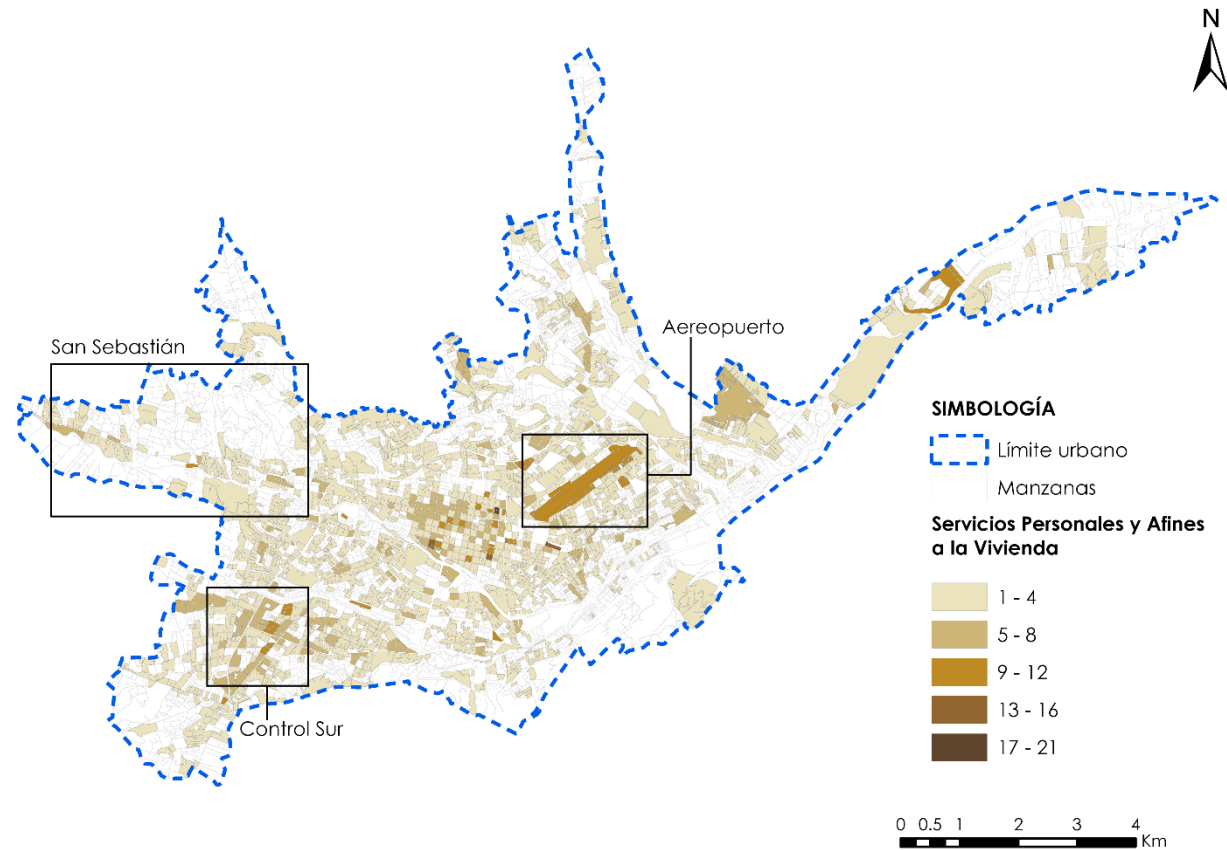 N
San Sebastián
Aereopuerto
Control Sur
SIMBOLOGÍA
Límite urbano
Manzanas
Servicios Personales y Afines
a la Vivienda
1 - 4
5 - 8
9 - 12
13 - 16
17 - 21
0 0.5 1 2 3 4
Km